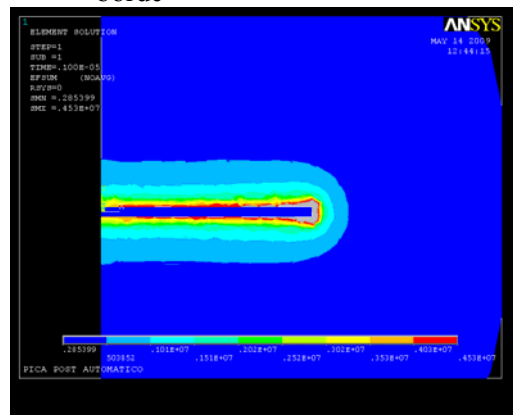 borde
1
ELEMENT SOLUTION
STEP=1
SUB =1
TIME=.100E-05
EFSUM (NOAVG)
RSYS=0
SMN =.285399
SMX =.453E+07
ANSYS
MAY 14 2009
12:44:15
.285399 .101E+07 .202E+07 .302E+07 .403E+07
503852 .151E+07 .252E+07 .353E+07 .453E+07
PICA POST AUTOMATICO